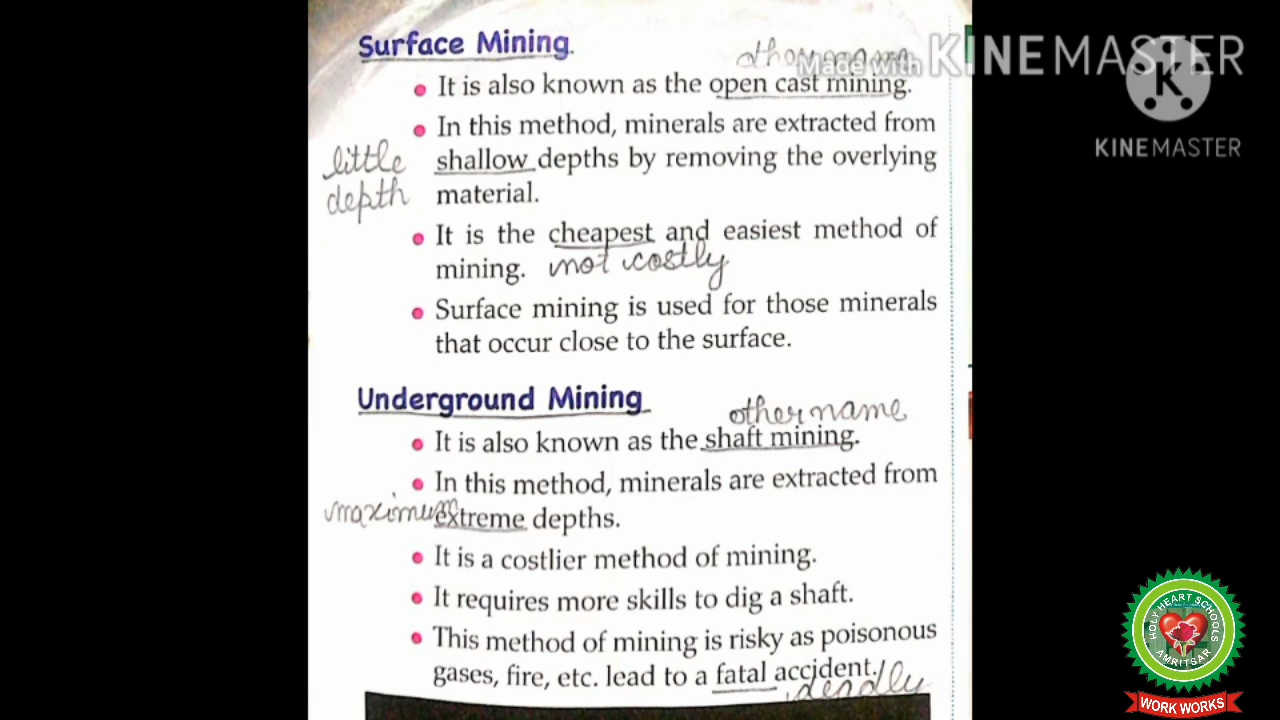 Surface Mining
other name
Made with KINEMASTER
It is also known as the open cast mining.
KINEMASTER
In this method, minerals are extracted from
little
shallow depths by removing the overlying
depth
material.
It is the cheapest and easiest method of
mining. not costly
Surface mining is used for those minerals
that occur close to the surface.
Underground Mining
other name
It is also known as the shaft mining.
In this method, minerals are extracted from
maximum
extreme depths.
It is a costlier method of mining.
It requires more skills to dig a shaft.
This method of mining is risky as poisonous
gases, fire, etc. lead to a fatal accident.
deadly
HOLY HEART SCHOOLS
AMRITSAR
WORK WORKS